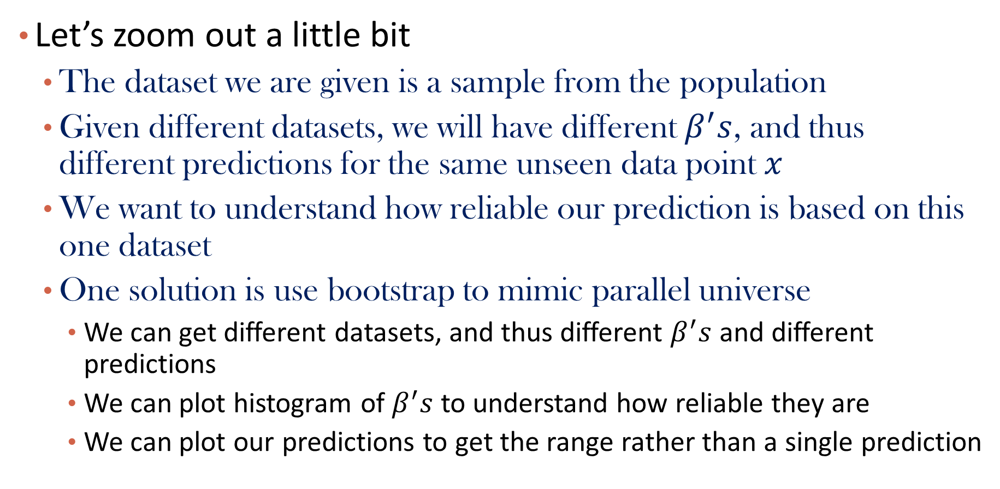 • Let’s zoom out a little bit
• The dataset we are given is a sample from the population
• Given different datasets, we will have different β′s, and thus
different predictions for the same unseen data point x
• We want to understand how reliable our prediction is based on this
one dataset
• One solution is use bootstrap to mimic parallel universe
• We can get different datasets, and thus different β′s and different
predictions
• We can plot histogram of β′s to understand how reliable they are
• We can plot our predictions to get the range rather than a single prediction